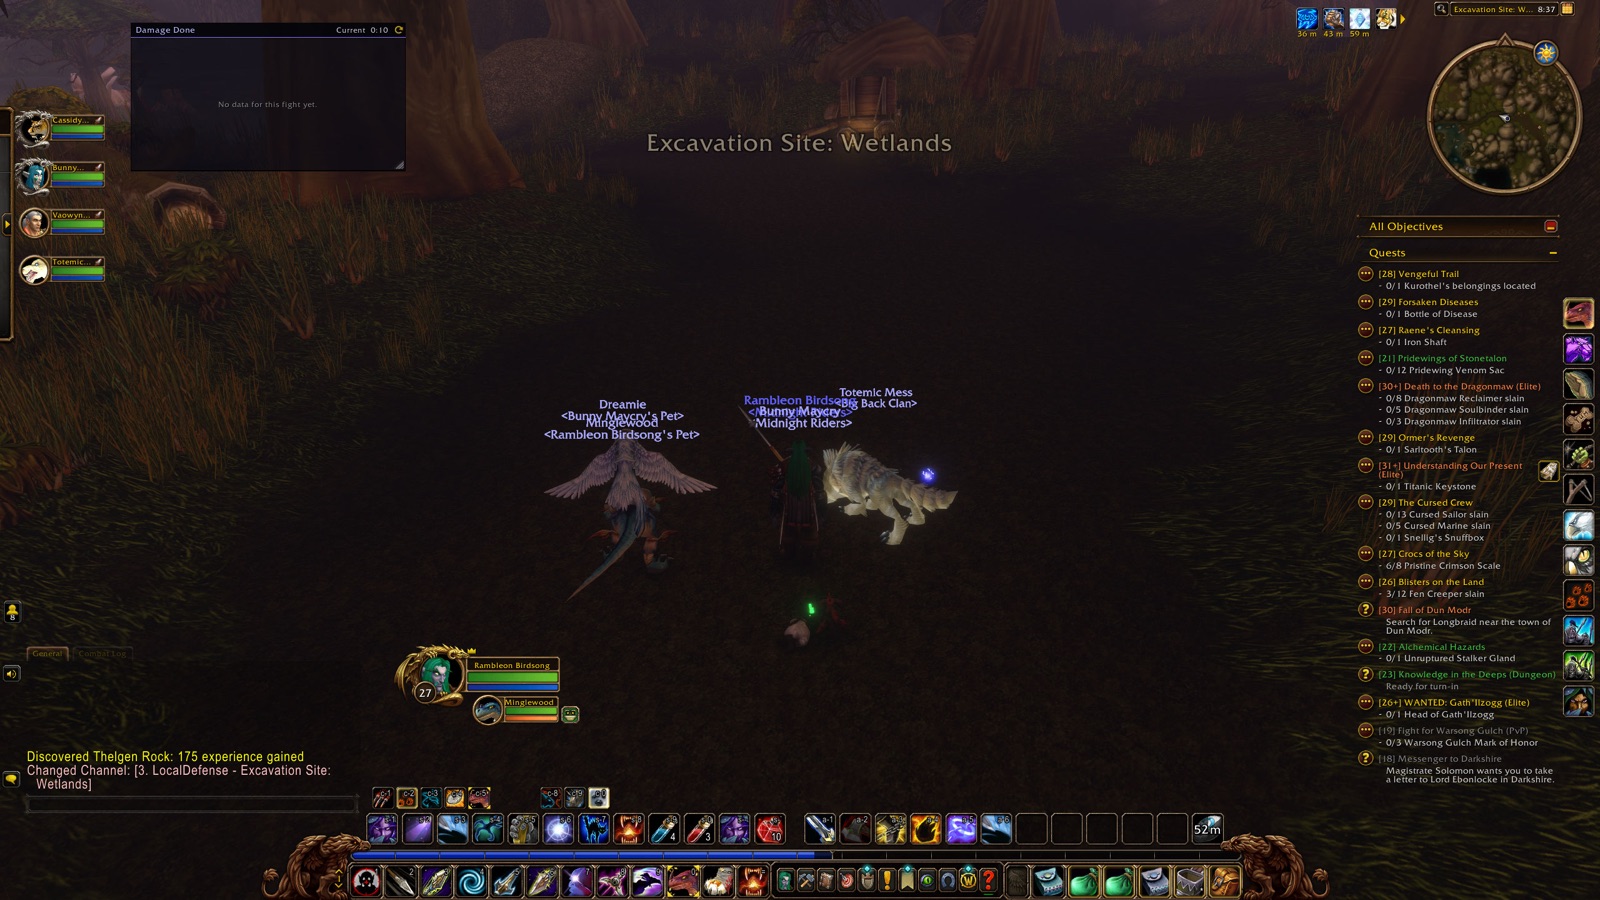 Damage Done
Current 0:10
No data for this fight yet.
Cassidy...
Bunny...
Vaowyn...
Totemic...
36 m
43 m
59 m
Excavation Site: W...
8:37
Excavation Site: Wetlands
All Objectives
Quests
[28] Vengeful Trail
- 0/1 Kurothel's belongings located
[29] Forsaken Diseases
- 0/1 Bottle of Disease
[27] Raene's Cleansing
- 0/1 Iron Shaft
[21] Pridewings of Stonetalon
- 0/12 Pridewing Venom Sac
[30+] Death to the Dragonmaw (Elite)
- 0/8 Dragonmaw Reclaimer slain
- 0/5 Dragonmaw Soulbinder slain
- 0/3 Dragonmaw Infiltrator slain
[29] Ormer's Revenge
- 0/1 Sarltooth's Talon
[31+] Understanding Our Present
(Elite)
- 0/1 Titanic Keystone
[29] The Cursed Crew
- 0/13 Cursed Sailor slain
- 0/5 Cursed Marine slain
- 0/1 Snellig's Snuffbox
[27] Crocs of the Sky
- 6/8 Pristine Crimson Scale
[26] Blisters on the Land
- 3/12 Fen Creeper slain
[30] Fall of Dun Modr
Search for Longbraid near the town of
Dun Modr.
[22] Alchemical Hazards
- 0/1 Unruptured Stalker Gland
[23] Knowledge in the Deeps (Dungeon)
Ready for turn-in
[26+] WANTED: Gath'Ilzogg (Elite)
- 0/1 Head of Gath'Ilzogg
[19] Fight for Warsong Gulch (PvP)
- 0/3 Warsong Gulch Mark of Honor
[18] Messenger to Darkshire
Magistrate Solomon wants you to take
a letter to Lord Ebonlocke in Darkshire.
Dreamie
<Bunny Maycry's Pet>
Minglewood
<Rambleon Birdsong's Pet>
Totemic Mess
<Big Back Clan>
Rambleon Birdsong
Bunny Maycry
Midnight Riders>
General
Combat Log
Rambleon Birdsong
27
Minglewood
Discovered Thelgen Rock: 175 experience gained
Changed Channel: [3. LocalDefense - Excavation Site:
Wetlands]
52m